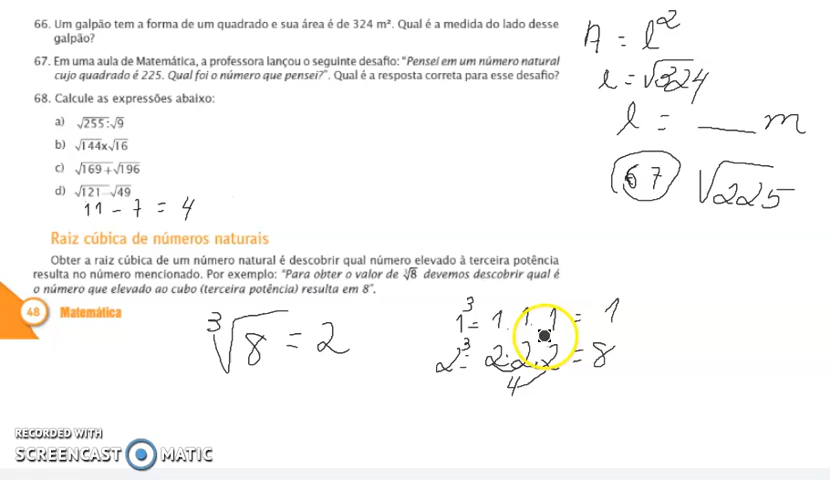 66. Um galpão tem a forma de um quadrado e sua área é de 324 m². Qual é a medida do lado desse
galpão?
67. Em uma aula de Matemática, a professora lançou o seguinte desafio: "Pensei em um número natural
cujo quadrado é 225. Qual foi o número que pensei?". Qual é a resposta correta para esse desafio?
68. Calcule as expressões abaixo:
a) √255:√9
b) √144x√16
c) √169+√196
d) √121-√49
11 - 7 = 4
A = l²
l = √324
l = ___ m
67 √225
Raiz cúbica de números naturais
Obter a raiz cúbica de um número natural é descobrir qual número elevado à terceira potência
resulta no número mencionado. Por exemplo: "Para obter o valor de ∛8 devemos descobrir qual é
o número que elevado ao cubo (terceira potência) resulta em 8".
48 Matemática
∛8 = 2
1³ = 1.1.1 = 1
2³ = 2.2.2 = 8
4
RECORDED WITH
SCREENCAST MATIC